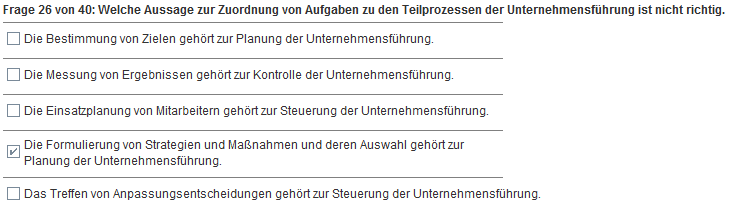 Frage 26 von 40: Welche Aussage zur Zuordnung von Aufgaben zu den Teilprozessen der Unternehmensführung ist nicht richtig.
Die Bestimmung von Zielen gehört zur Planung der Unternehmensführung.
Die Messung von Ergebnissen gehört zur Kontrolle der Unternehmensführung.
Die Einsatzplanung von Mitarbeitern gehört zur Steuerung der Unternehmensführung.
Die Formulierung von Strategien und Maßnahmen und deren Auswahl gehört zur
Planung der Unternehmensführung.
Das Treffen von Anpassungsentscheidungen gehört zur Steuerung der Unternehmensführung.